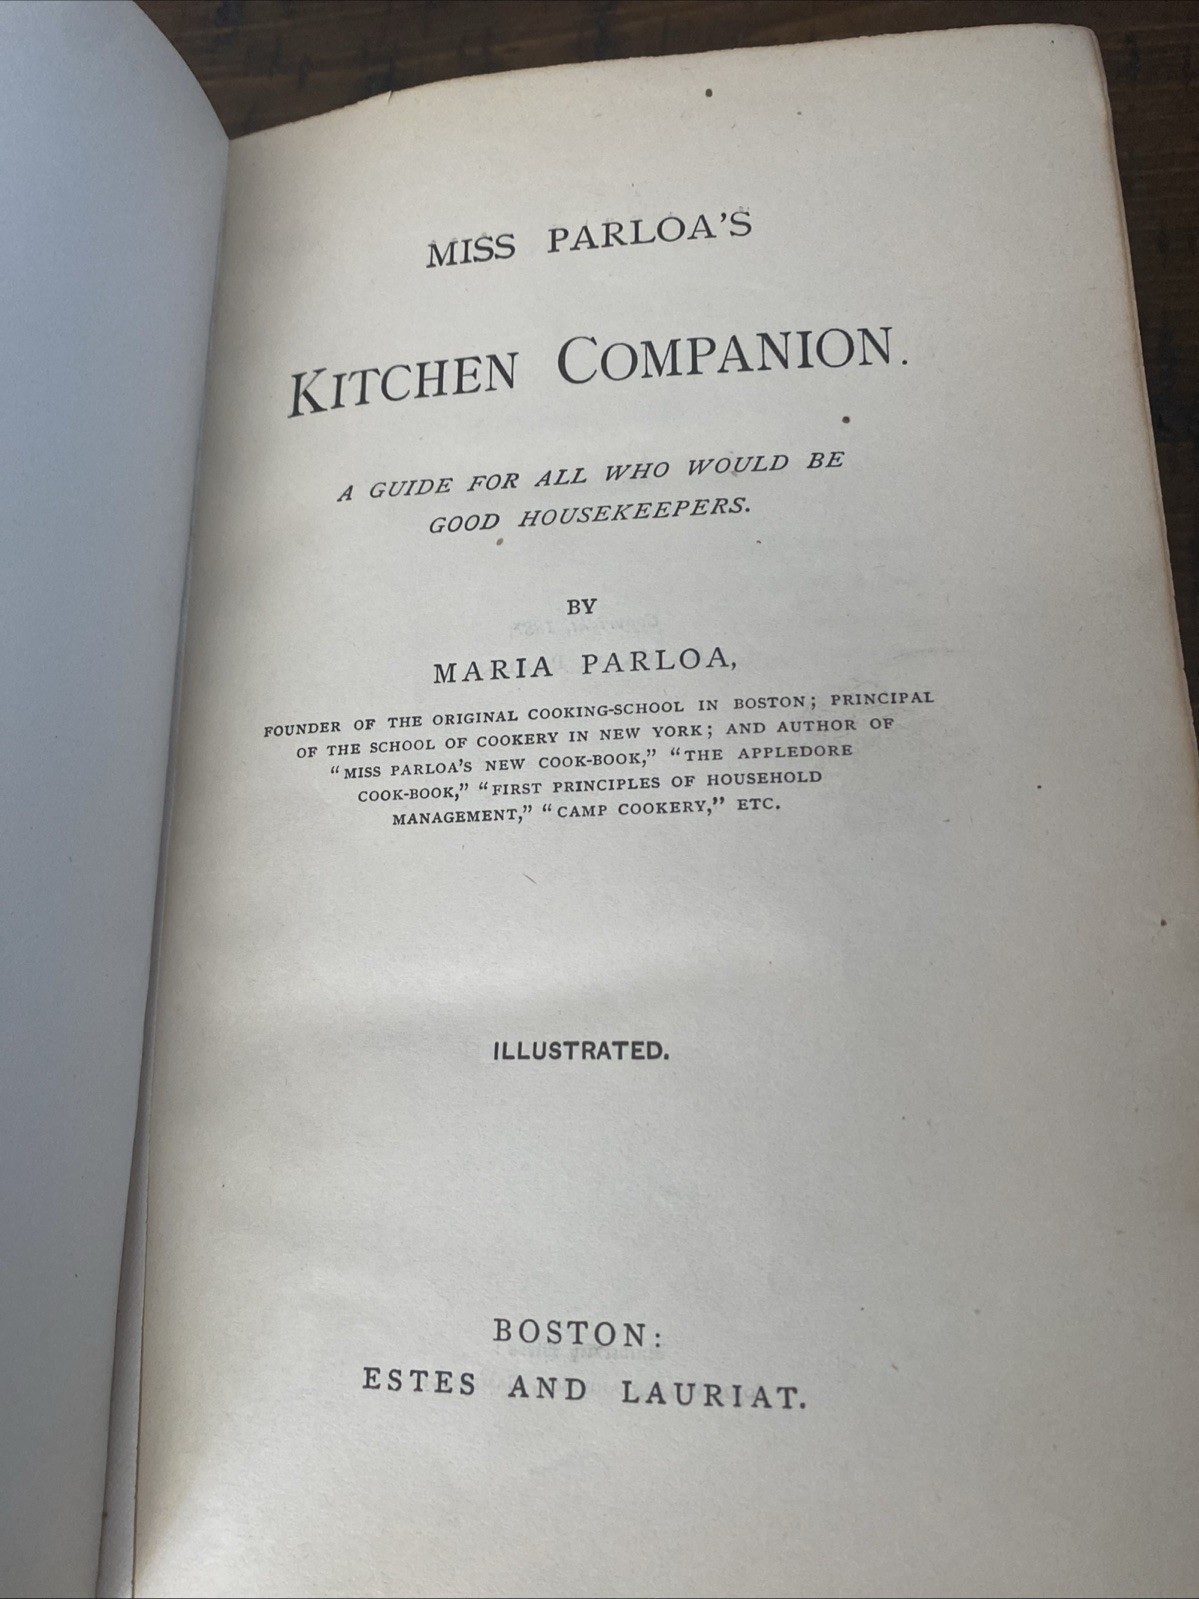 MISS PARLOA'S
KITCHEN COMPANION.
A GUIDE FOR ALL WHO WOULD BE
GOOD HOUSEKEEPERS.
BY
MARIA PARLOA,
FOUNDER OF THE ORIGINAL COOKING-SCHOOL IN BOSTON; PRINCIPAL
OF THE SCHOOL OF COOKERY IN NEW YORK; AND AUTHOR OF
"MISS PARLOA'S NEW COOK-BOOK," "THE APPLEDORE
COOK-BOOK," "FIRST PRINCIPLES OF HOUSEHOLD
MANAGEMENT," "CAMP COOKERY," ETC.
ILLUSTRATED.
BOSTON:
ESTES AND LAURIAT.